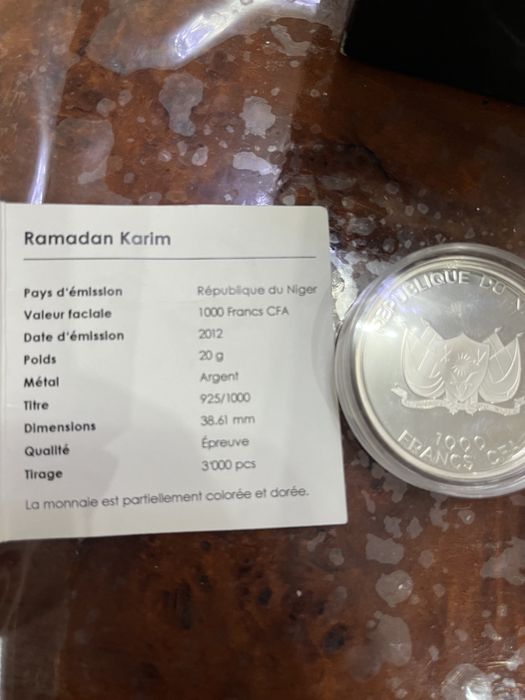 Ramadan Karim
Pays d'émission République du Niger
Valeur faciale 1000 Francs CFA
Date d'émission 2012
Poids 20 g
Métal Argent
Titre 925/1000
Dimensions 38.61 mm
Qualité Épreuve
Tirage 3'000 pcs
La monnaie est partiellement colorée et dorée.
REPUBLIQUE DU N
1000
FRANCS CFA